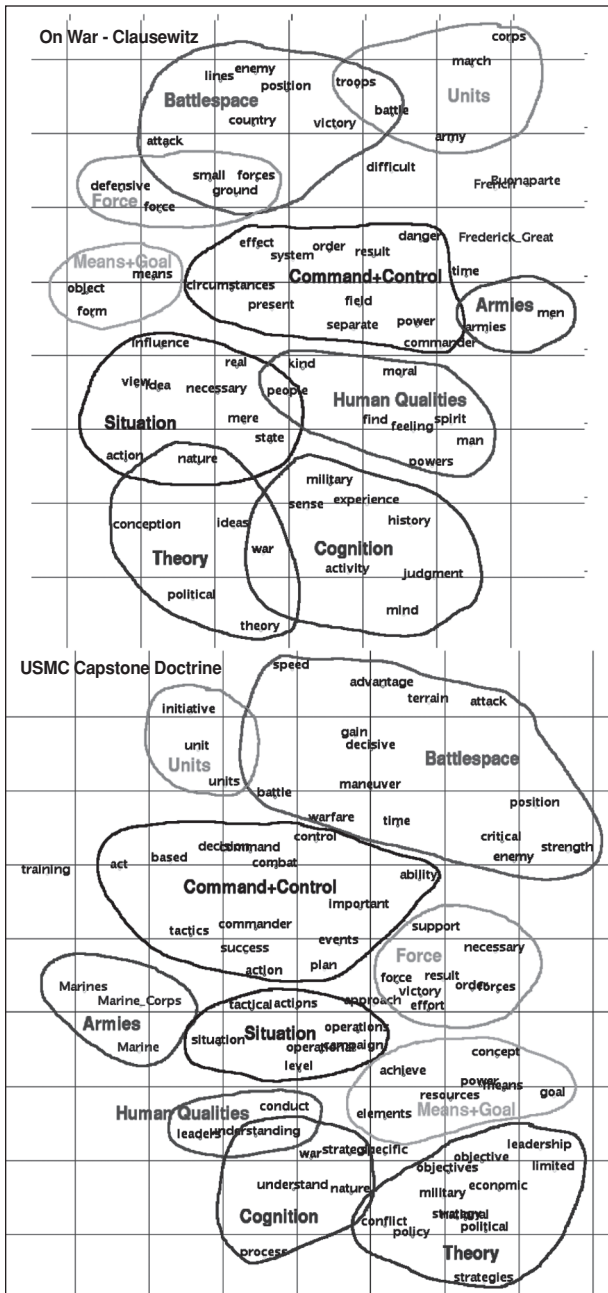 On War - Clausewitz
corps
enemy
march
lines
position
troops
Battlespace
Units
battle
country
victory
attack
army
difficult
small forces
defensive
ground
Buonaparte
French
Force
force
effect
order
danger
system
result
Frederick_Great
Means+Goal
means
Command+Control
time
object
circumstances
Armies
form
present
field
men
separate
power
armies
influence
commander
real
kind
moral
view
idea
necessary
people
Human Qualities
Situation
mere
find
feeling
spirit
state
man
action
nature
powers
military
sense
experience
conception
ideas
history
war
Cognition
Theory
activity
judgment
political
mind
theory
USMC Capstone Doctrine
speed
advantage
initiative
terrain
attack
gain
unit
decisive
Units
Battlespace
units
maneuver
battle
position
warfare
time
control
critical
decision
command
strength
based
enemy
training
act
combat
ability
Command+Control
important
commander
support
tactics
success
events
Force
necessary
action
plan
force
result
Marines
victory
order
forces
Marine_Corps
tactical
actions
approach
effort
Armies
situation
Situation
operations
Marine
operational
campaign
concept
level
achieve
power
means
resources
goal
Human Qualities
conduct
elements
Means+Goal
leaders
understanding
leadership
war
strategic
specific
objective
objectives
limited
understand
nature
military
economic
Cognition
strategy
national
conflict
policy
political
process
Theory
strategies